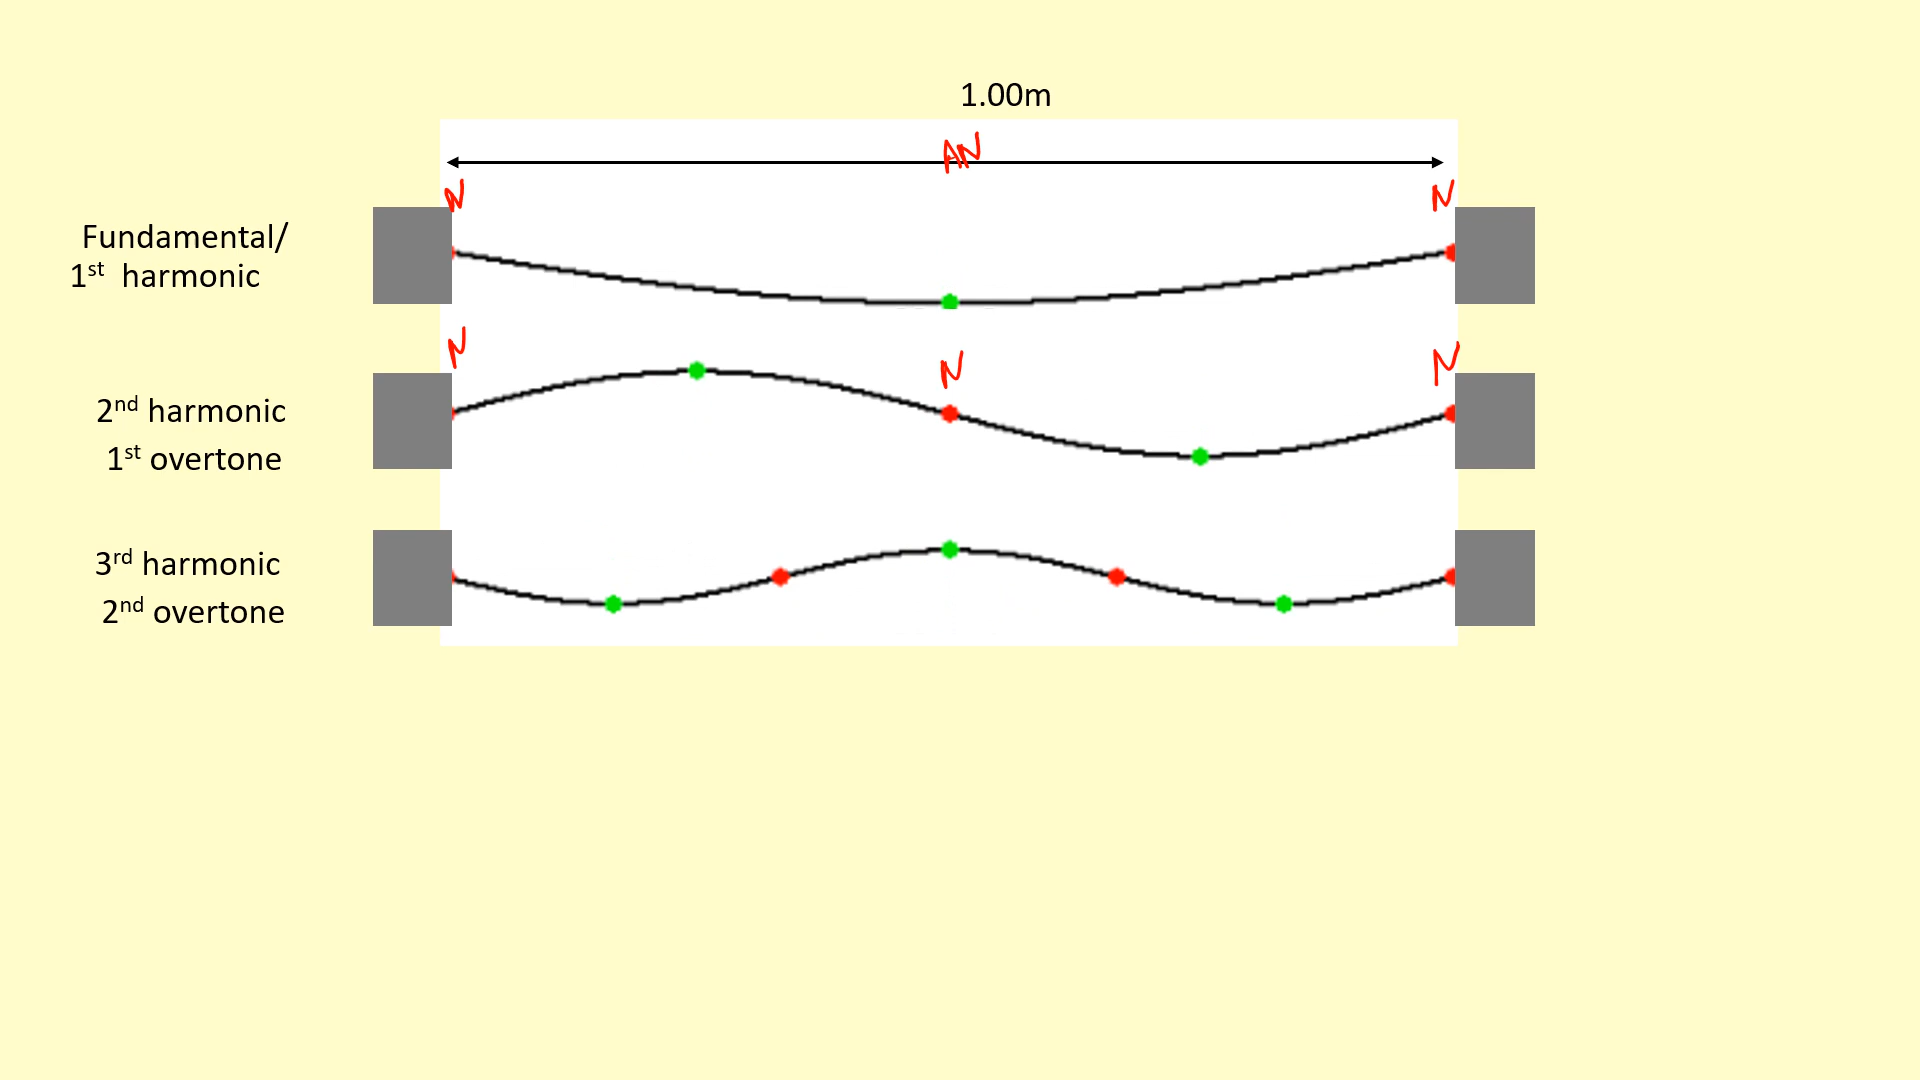 1.00m
AN
N
N
Fundamental/
1st harmonic
N
N
N
2nd harmonic
1st overtone
3rd harmonic
2nd overtone